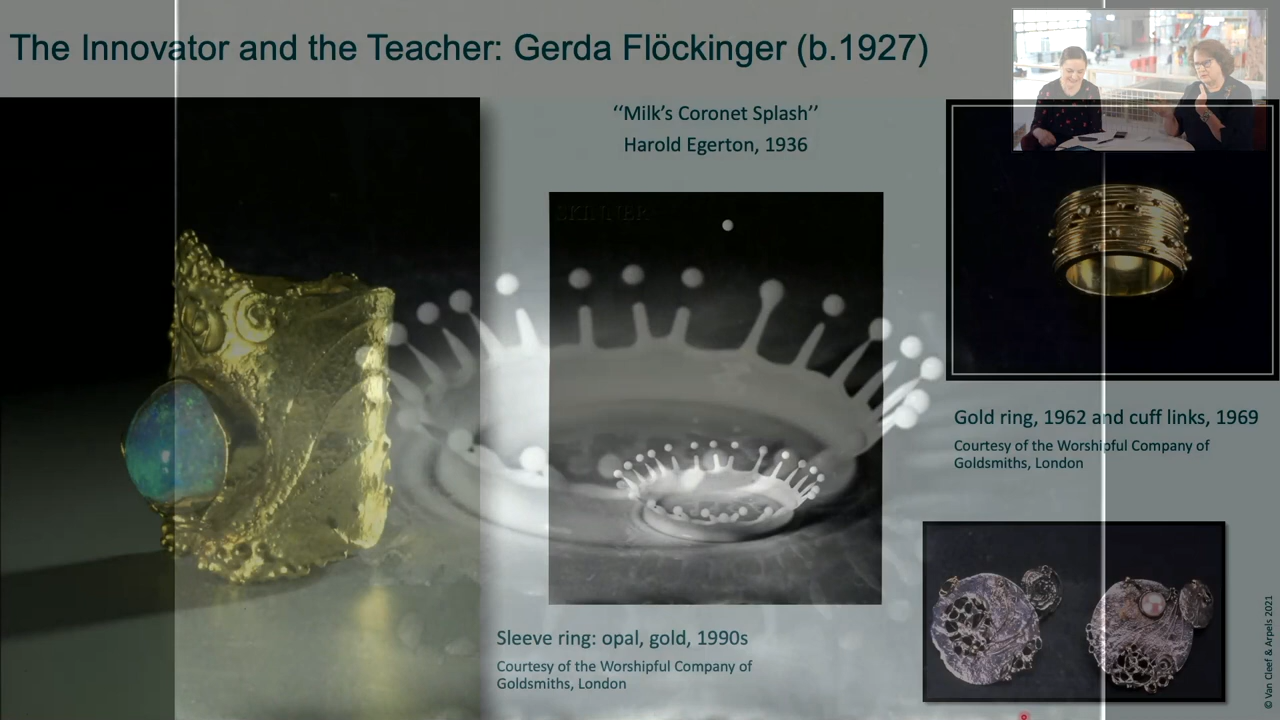 The Innovator and the Teacher: Gerda Flöckinger (b.1927)
‘‘Milk’s Coronet Splash’’
Harold Egerton, 1936
SKINNER
Gold ring, 1962 and cuff links, 1969
Courtesy of the Worshipful Company of
Goldsmiths, London
Sleeve ring: opal, gold, 1990s
Courtesy of the Worshipful Company of
Goldsmiths, London
© Van Cleef & Arpels 2021